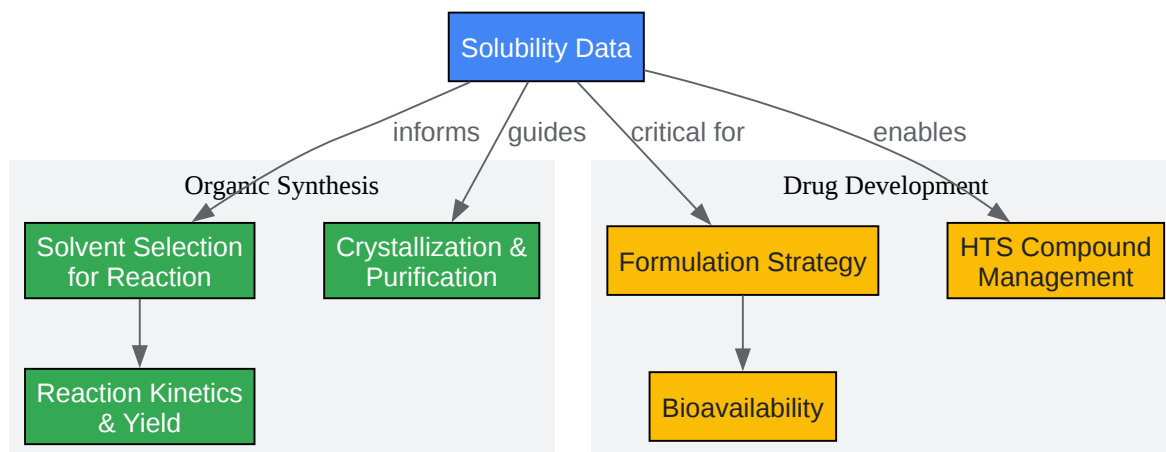 Solubility Data
informs
guides
critical for
enables
Organic Synthesis
Drug Development
Solvent Selection
for Reaction
Crystallization &
Purification
Formulation Strategy
HTS Compound
Management
Reaction Kinetics
& Yield
Bioavailability